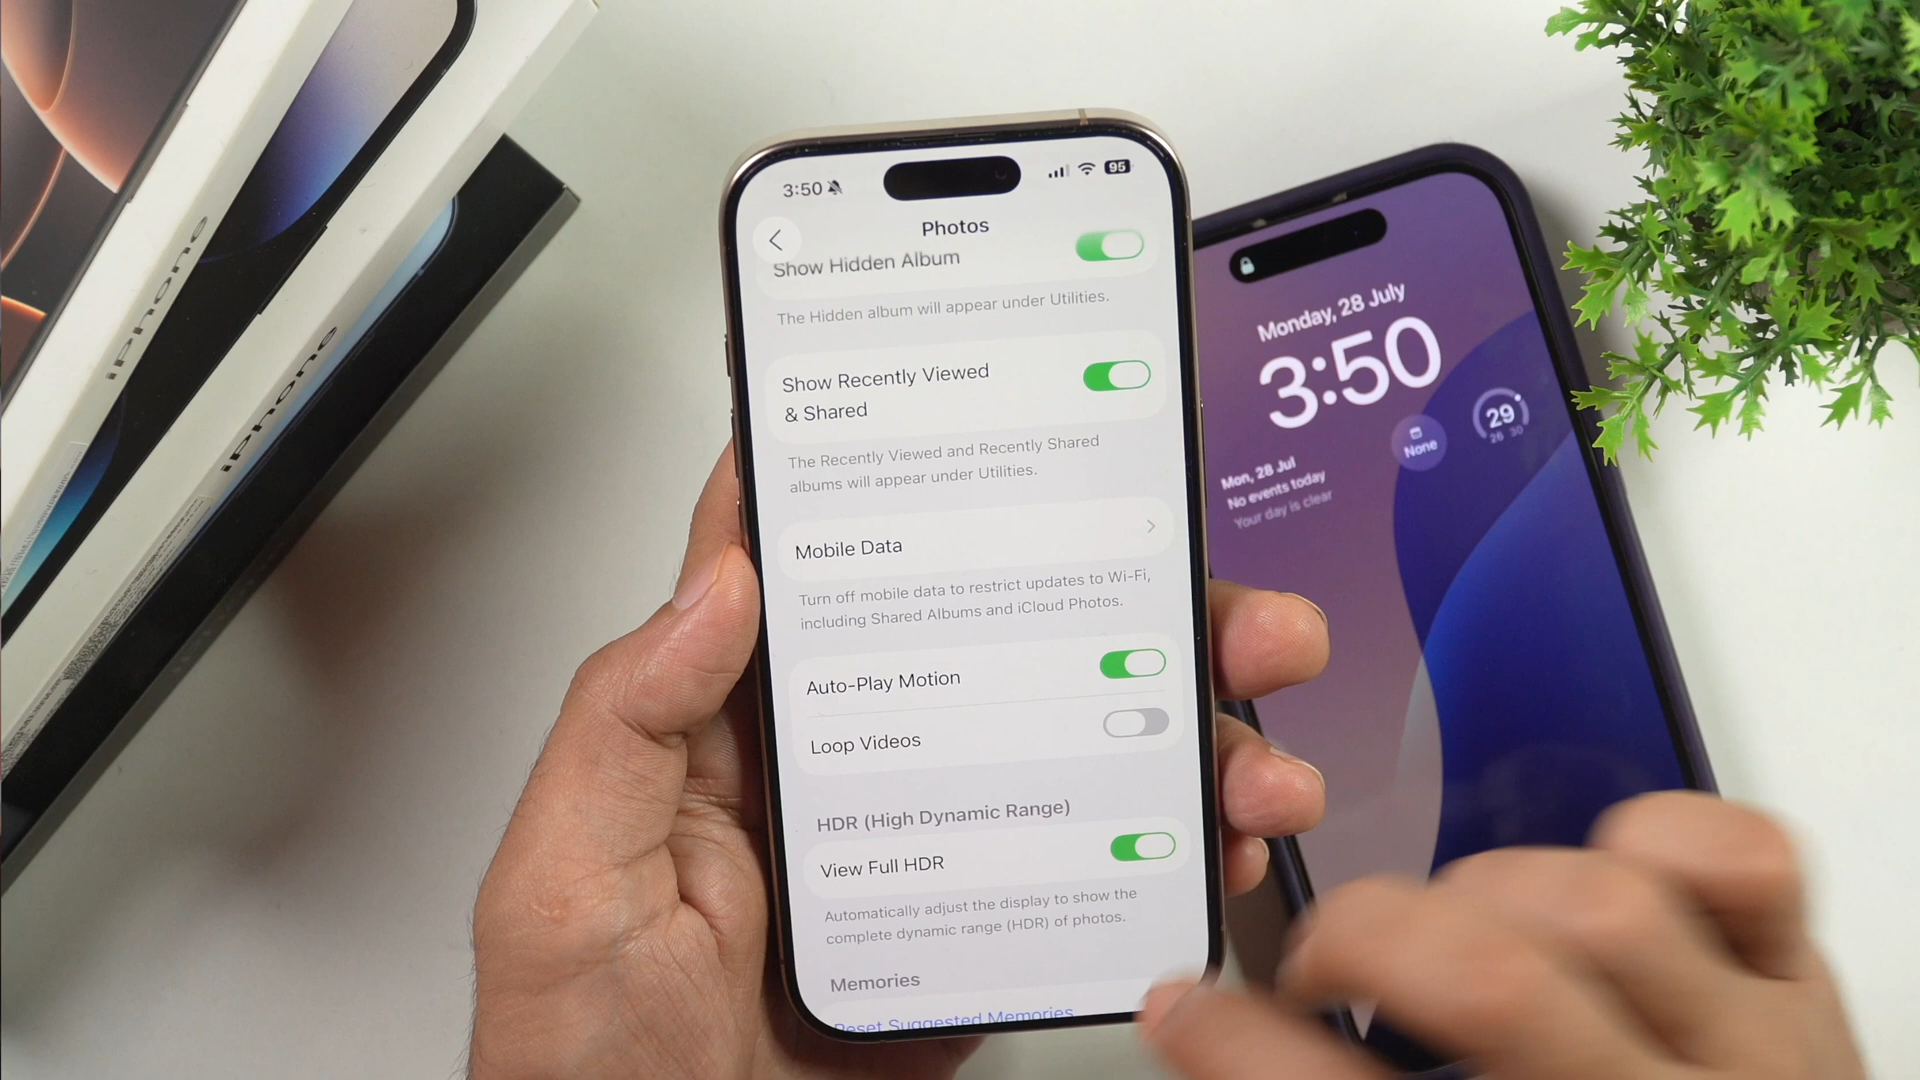 iPhone
iPhone
3:50
95
Photos
Show Hidden Album
The Hidden album will appear under Utilities.
Show Recently Viewed
& Shared
The Recently Viewed and Recently Shared
albums will appear under Utilities.
Mobile Data
Turn off mobile data to restrict updates to Wi-Fi,
including Shared Albums and iCloud Photos.
Auto-Play Motion
Loop Videos
HDR (High Dynamic Range)
View Full HDR
Automatically adjust the display to show the
complete dynamic range (HDR) of photos.
Memories
Reset Suggested Memories
Monday, 28 July
3:50
Mon, 28 Jul
No events today
Your day is clear
None
29
26 30